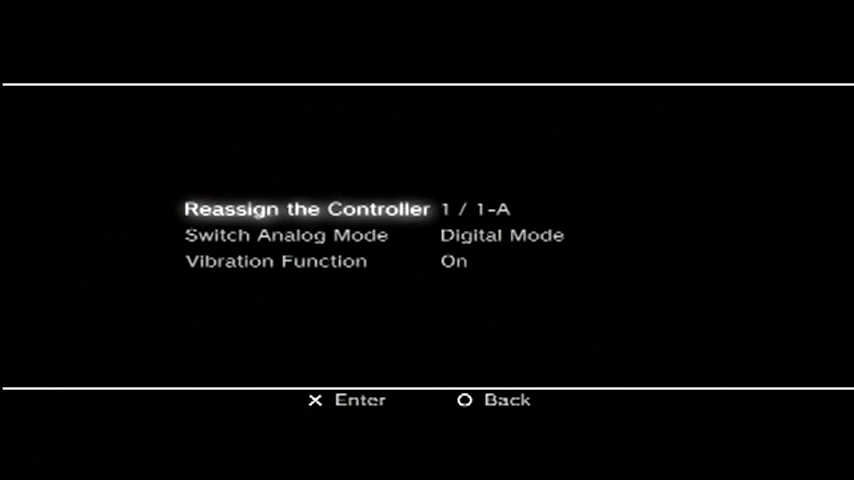 Reassign the Controller 1 / 1-A
Switch Analog Mode Digital Mode
Vibration Function On
✕ Enter ○ Back